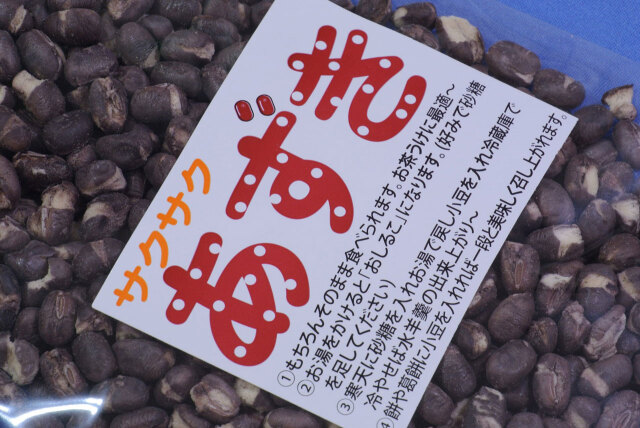 サクサク
あずき
①もちろんそのまま食べられます。お茶うけに最適～
②お湯をかけると「おしるこ」になります。(好みで砂糖
を足してください)
③寒天に砂糖を入れお湯で戻し小豆を入れ冷蔵庫で
冷やせば水羊羹の出来上がり～
④餅や葛餅に小豆を入れれば一段と美味しく召し上がれます。